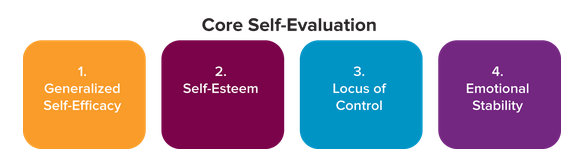 Core Self-Evaluation
1.
Generalized
Self-Efficacy
2.
Self-Esteem
3.
Locus of
Control
4.
Emotional
Stability